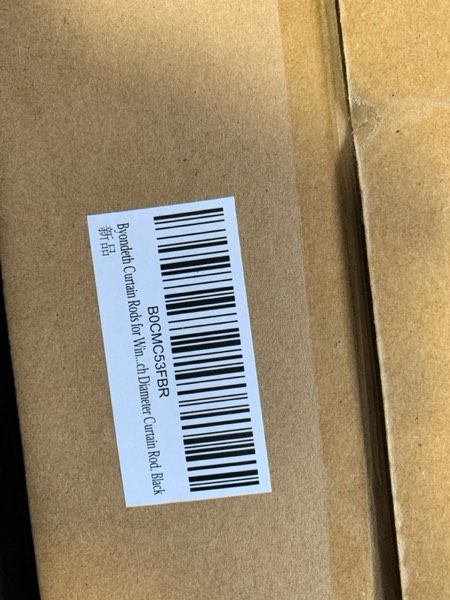 B0CMC53FBR
Byondeth Curtain Rods for Win...ch Diameter Curtain Rod, Black
新品